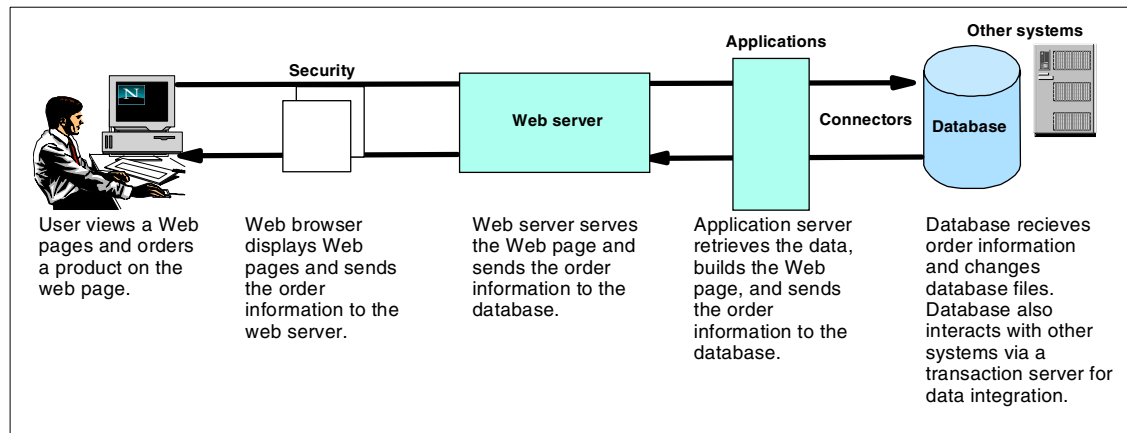 Other systems
Applications
Security
N
Web server
Connectors
Database
User views a Web
pages and orders
a product on the
web page.
Web browser
displays Web
pages and sends
the order
information to the
web server.
Web server serves
the Web page and
sends the order
information to the
database.
Application server
retrieves the data,
builds the Web
page, and sends
the order
information to the
database.
Database recieves
order information
and changes
database files.
Database also
interacts with other
systems via a
transaction server for
data integration.